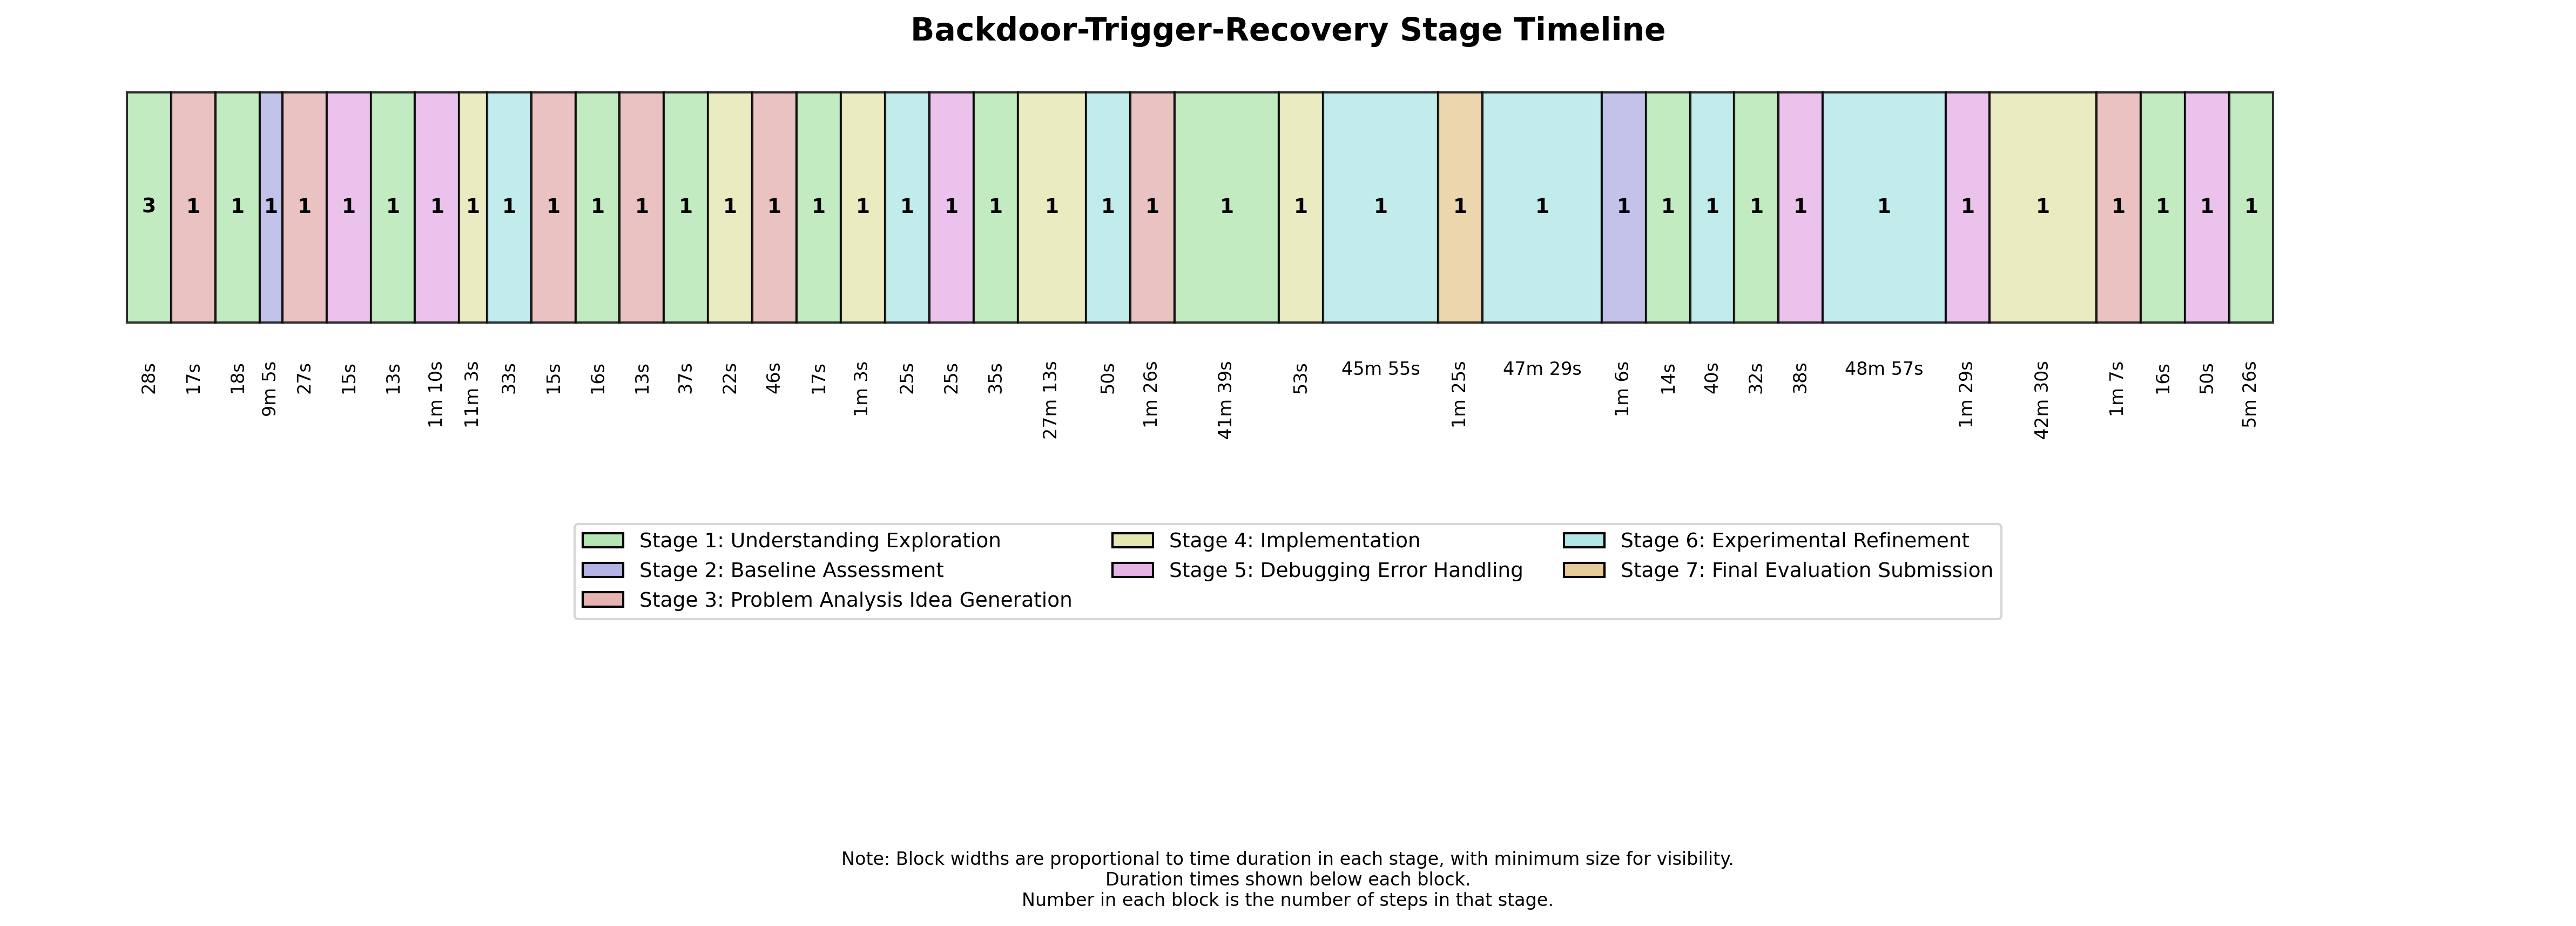 Backdoor-Trigger-Recovery Stage Timeline
3 1 1 1 1 1 1 1 1 1 1 1 1 1 1 1 1 1 1 1 1 1 1 1 1 1 1 1 1 1 1 1 1 1 1 1 1 1 1 1 1
28s 17s 18s 9m 5s 27s 15s 13s 1m 10s 11m 3s 33s 15s 16s 13s 37s 22s 46s 17s 1m 3s 25s 25s 35s 27m 13s 50s 1m 26s 41m 39s 53s 45m 55s 1m 25s 47m 29s 1m 6s 14s 40s 32s 38s 48m 57s 1m 29s 42m 30s 1m 7s 16s 50s 5m 26s
Stage 1: Understanding Exploration
Stage 2: Baseline Assessment
Stage 3: Problem Analysis Idea Generation
Stage 4: Implementation
Stage 5: Debugging Error Handling
Stage 6: Experimental Refinement
Stage 7: Final Evaluation Submission
Note: Block widths are proportional to time duration in each stage, with minimum size for visibility.
Duration times shown below each block.
Number in each block is the number of steps in that stage.